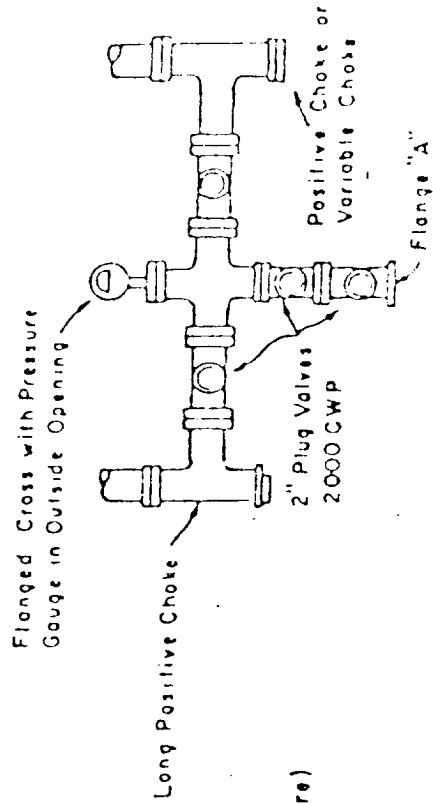 Flanged Cross with Pressure
Gauge in Outside Opening
Long Positive Choke
2" Plug Valves
2000 CWP
Positive Choke or
Variable Choke
Flange "A"
re)